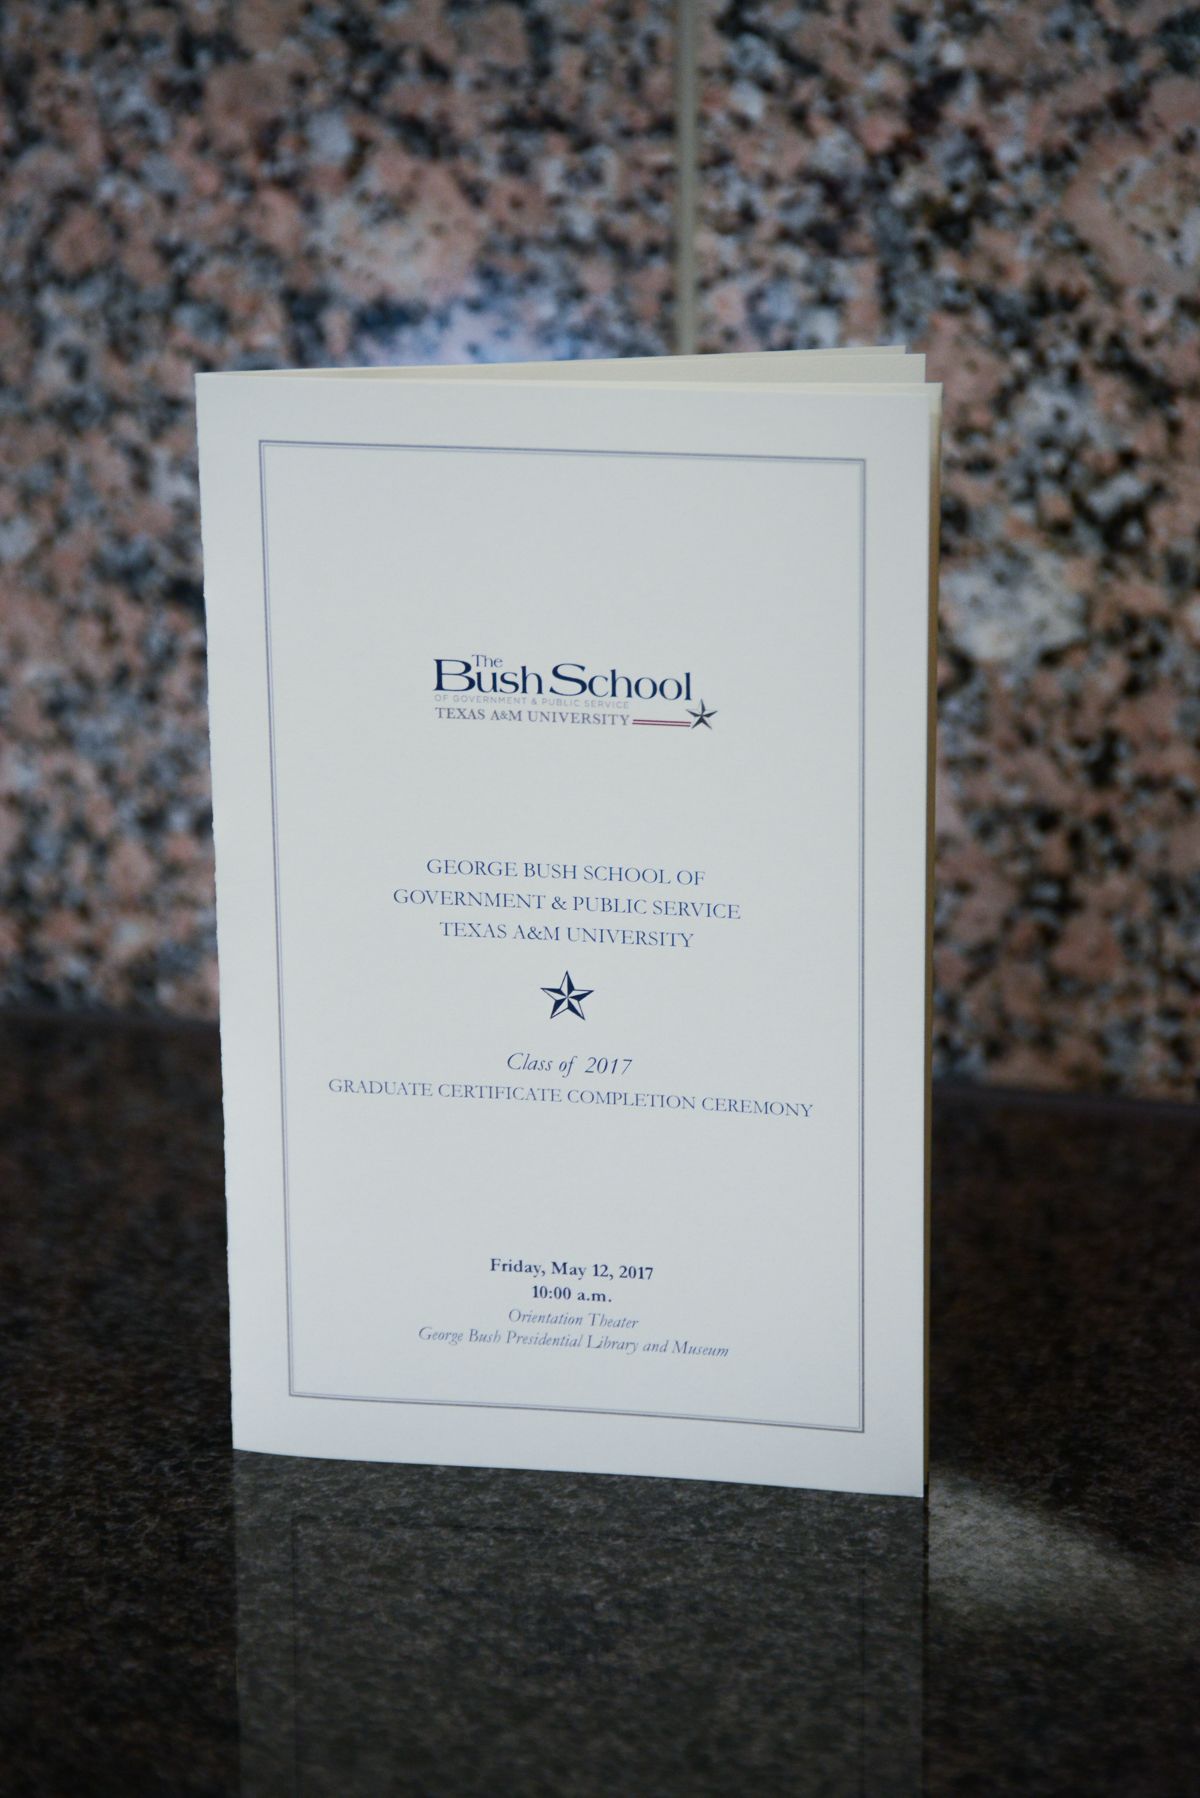 The
Bush School
OF GOVERNMENT & PUBLIC SERVICE
TEXAS A&M UNIVERSITY
GEORGE BUSH SCHOOL OF
GOVERNMENT & PUBLIC SERVICE
TEXAS A&M UNIVERSITY
Class of 2017
GRADUATE CERTIFICATE COMPLETION CEREMONY
Friday, May 12, 2017
10:00 a.m.
Orientation Theater
George Bush Presidential Library and Museum